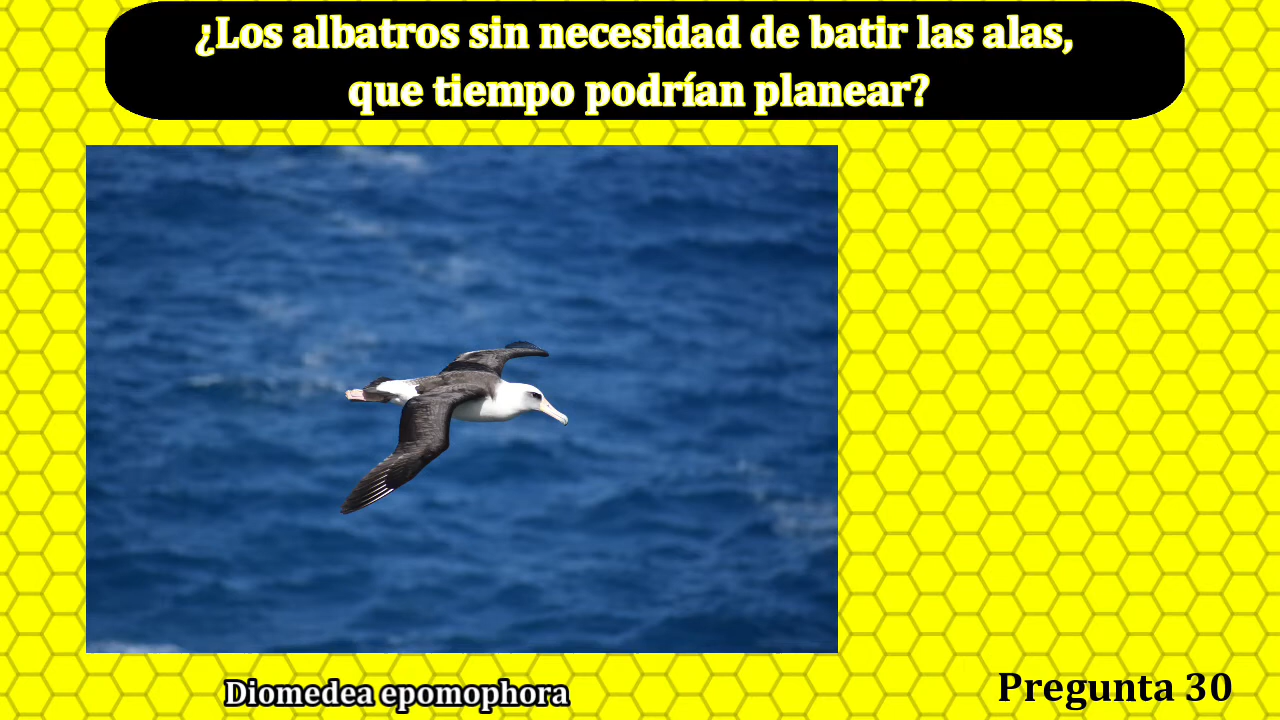 ¿Los albatros sin necesidad de batir las alas,
que tiempo podrían planear?
Diomedea epomophora
Pregunta 30